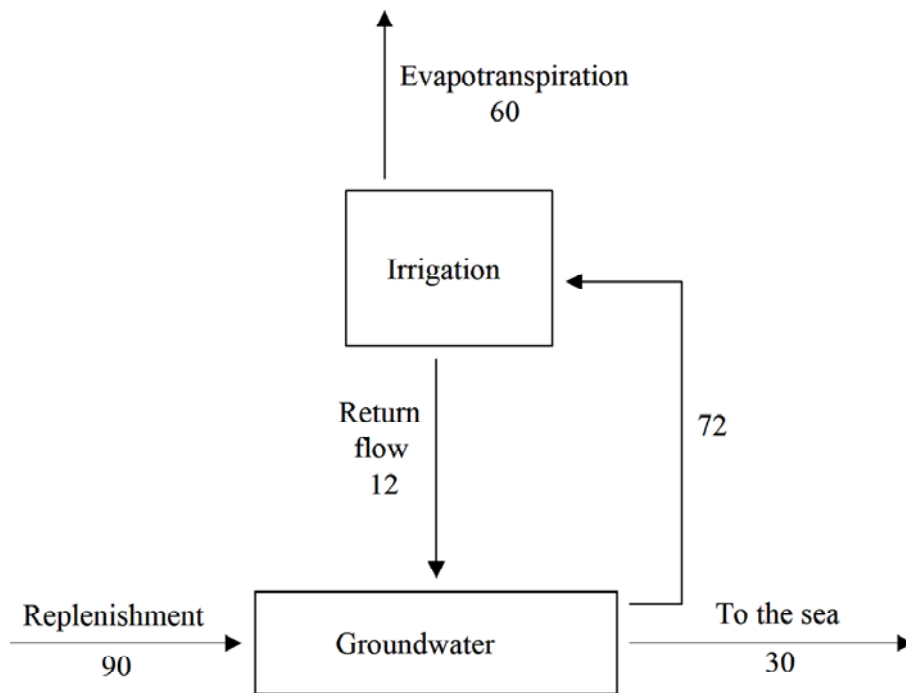 Evapotranspiration
60
Irrigation
Return
flow
12
72
Replenishment
90
Groundwater
To the sea
30